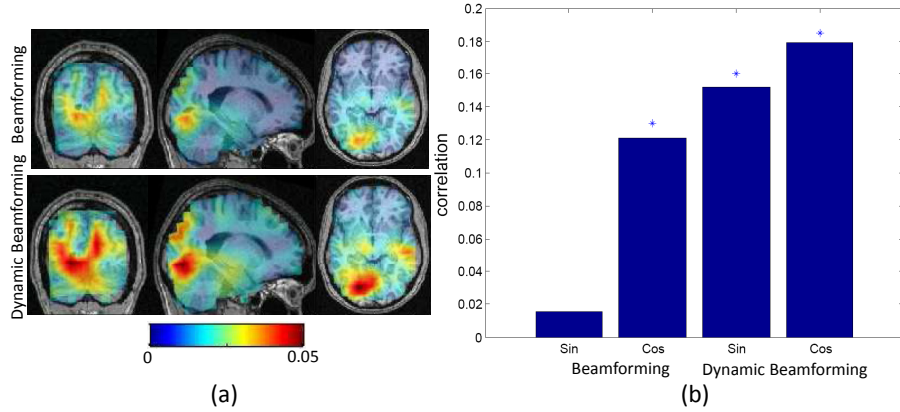 Beamforming
Dynamic Beamforming
0
0.05
(a)
correlation
0.2
0.18
0.16
0.14
0.12
0.1
0.08
0.06
0.04
0.02
0
Sin
Cos
Sin
Cos
Beamforming
Dynamic Beamforming
(b)